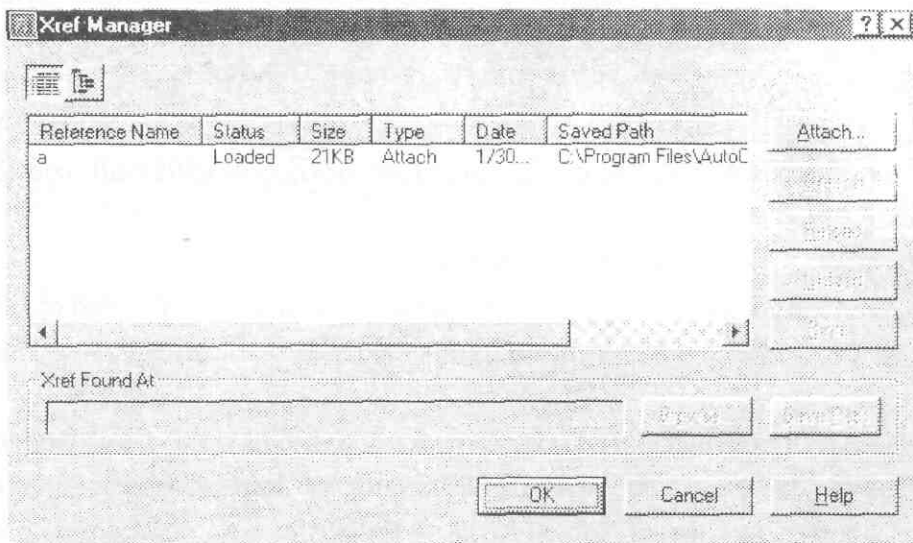 Xref Manager
Reference Name Status Size Type Date Saved Path
a Loaded 21KB Attach 1/30... C:\Program Files\AutoC
Attach...
Xref Found At
OK Cancel Help